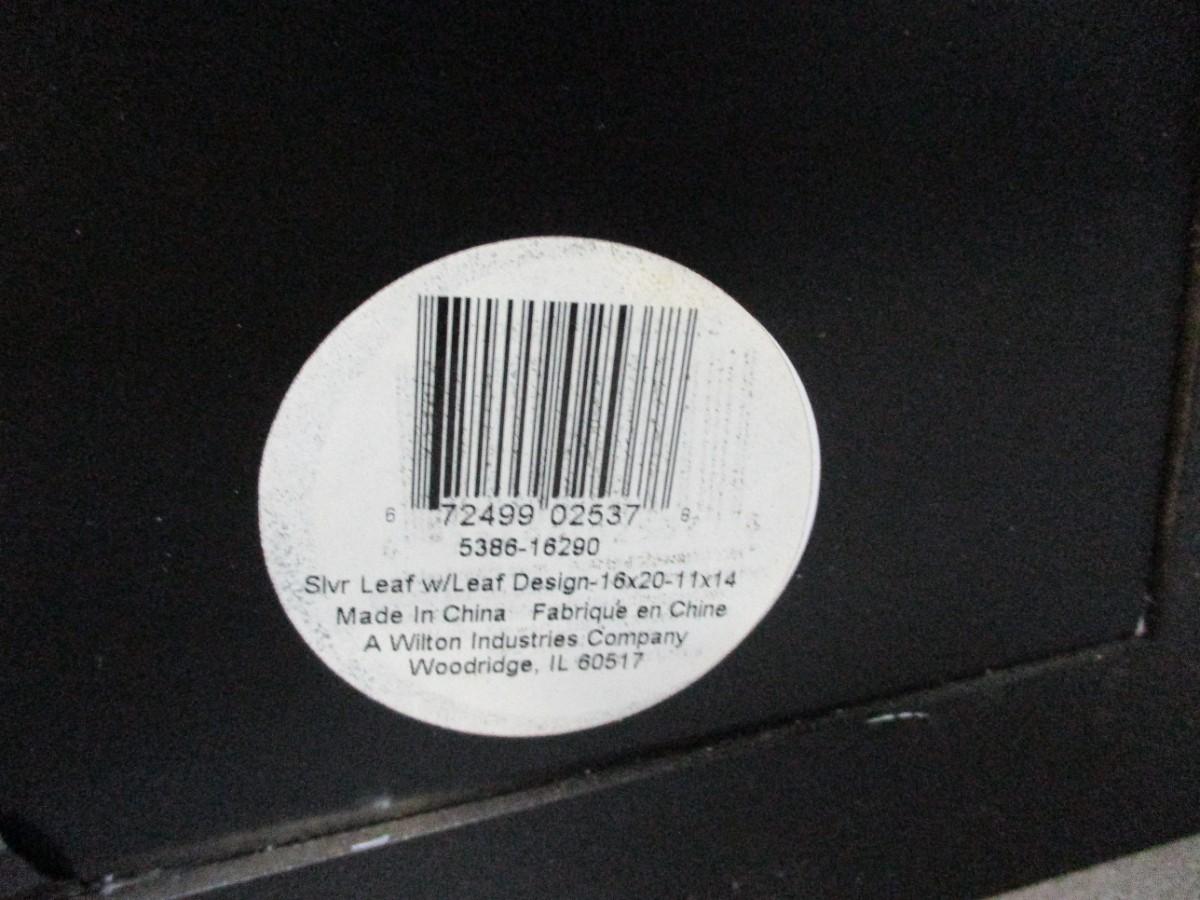 6 72499 02537 8
5386-16290
Slvr Leaf w/Leaf Design-16x20-11x14
Made In China Fabrique en Chine
A Wilton Industries Company
Woodridge, IL 60517